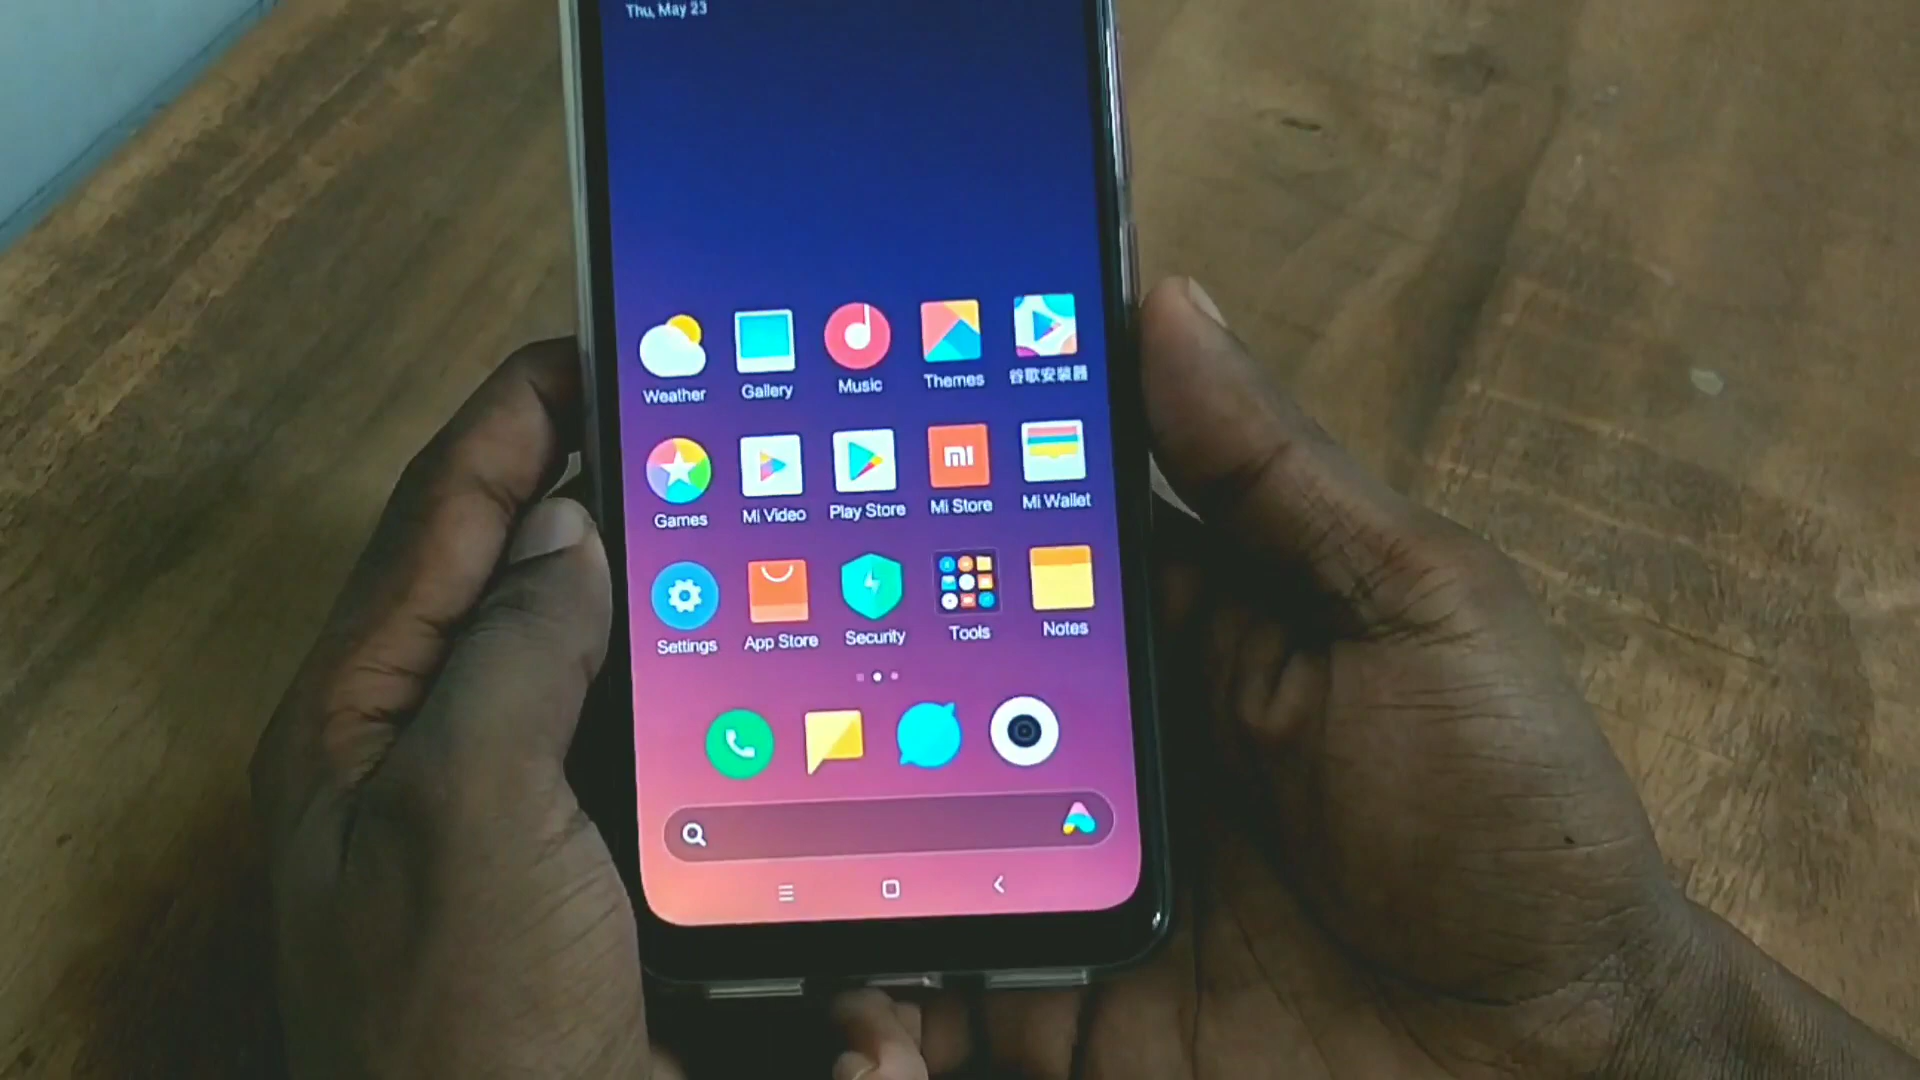 Thu, May 23
Weather Gallery Music Themes 谷歌安装器
Games Mi Video Play Store Mi Store Mi Wallet
mi
Settings App Store Security Tools Notes